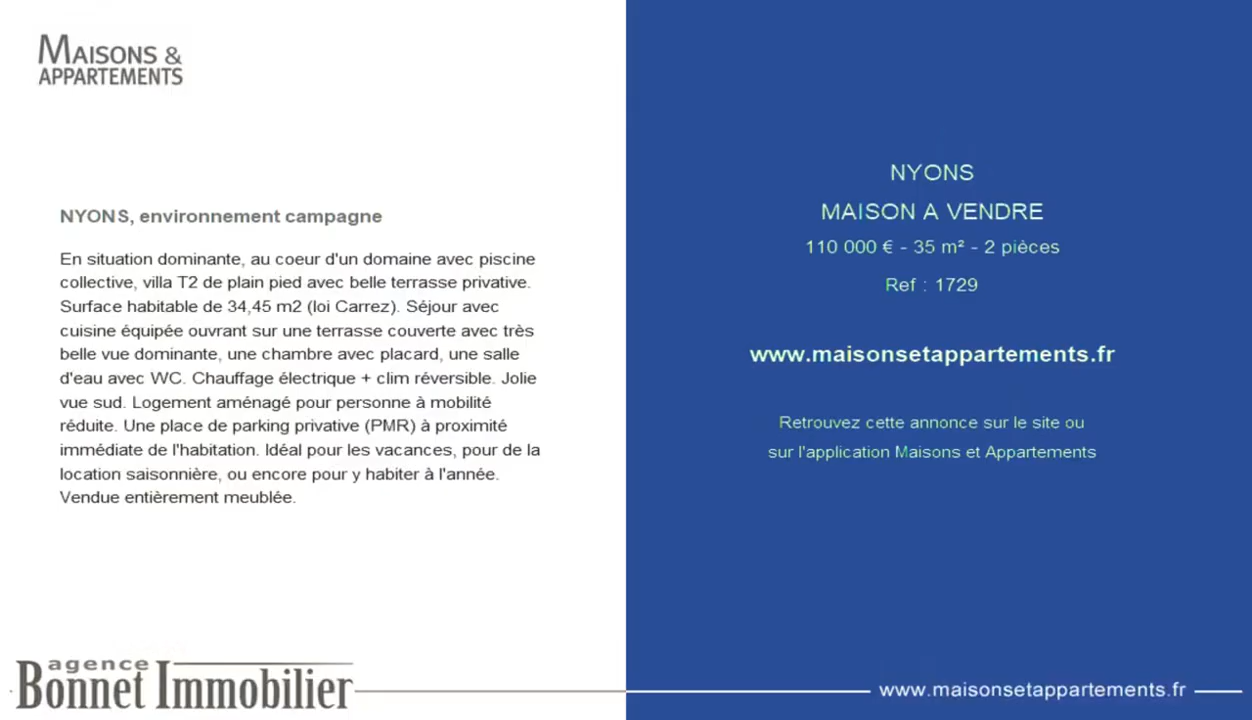 MAISONS &
APPARTEMENTS
NYONS, environnement campagne
En situation dominante, au coeur d'un domaine avec piscine
collective, villa T2 de plain pied avec belle terrasse privative.
Surface habitable de 34,45 m2 (loi Carrez). Séjour avec
cuisine équipée ouvrant sur une terrasse couverte avec très
belle vue dominante, une chambre avec placard, une salle
d'eau avec WC. Chauffage électrique + clim réversible. Jolie
vue sud. Logement aménagé pour personne à mobilité
réduite. Une place de parking privative (PMR) à proximité
immédiate de l'habitation. Idéal pour les vacances, pour de la
location saisonnière, ou encore pour y habiter à l'année.
Vendue entièrement meublée.
agence
Bonnet Immobilier
NYONS
MAISON A VENDRE
110 000 € - 35 m² - 2 pièces
Ref : 1729
www.maisonsetappartements.fr
Retrouvez cette annonce sur le site ou
sur l'application Maisons et Appartements
www.maisonsetappartements.fr